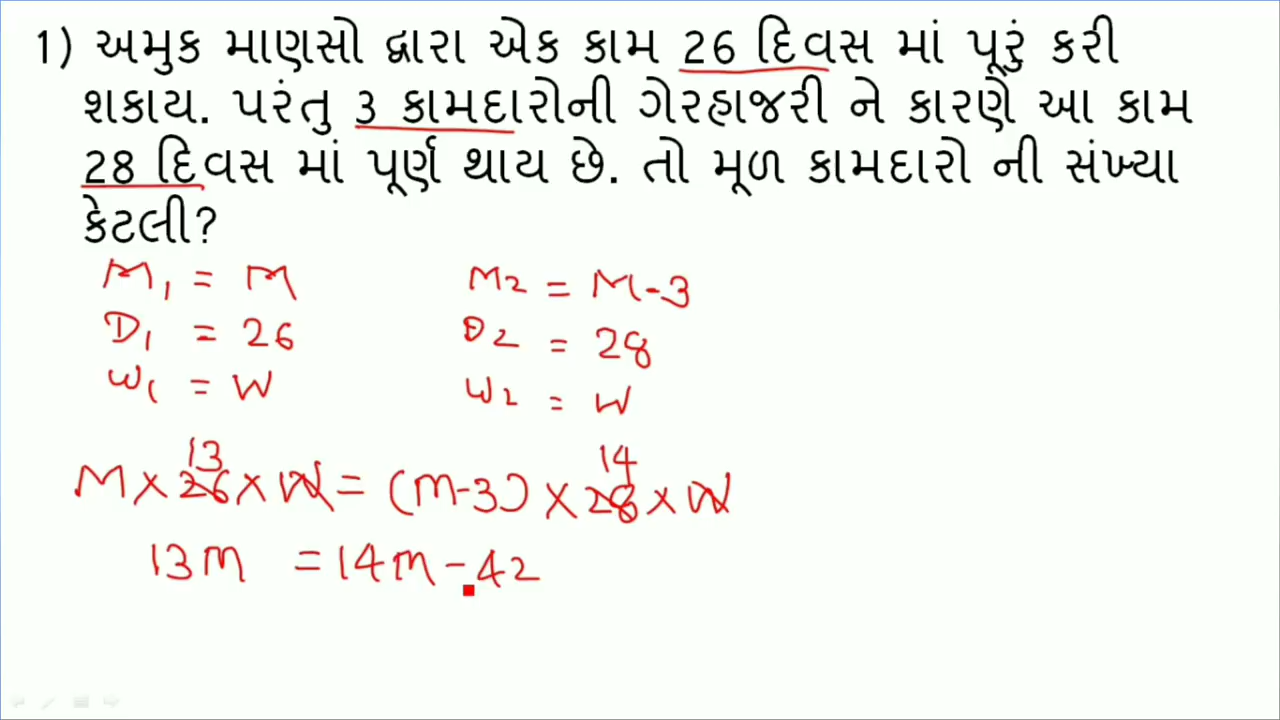 1) અમુક માણસો દ્વારા એક કામ 26 દિવસ માં પૂરું કરી
શકાય. પરંતુ 3 કામદારોની ગેરહાજરી ને કારણે આ કામ
28 દિવસ માં પૂર્ણ થાય છે. તો મૂળ કામદારો ની સંખ્યા
કેટલી?
M1 = M M2 = M-3
D1 = 26 D2 = 28
W1 = W W2 = W
13 14
M × 26 × W = (M-3) × 28 × W
13M = 14M - 42